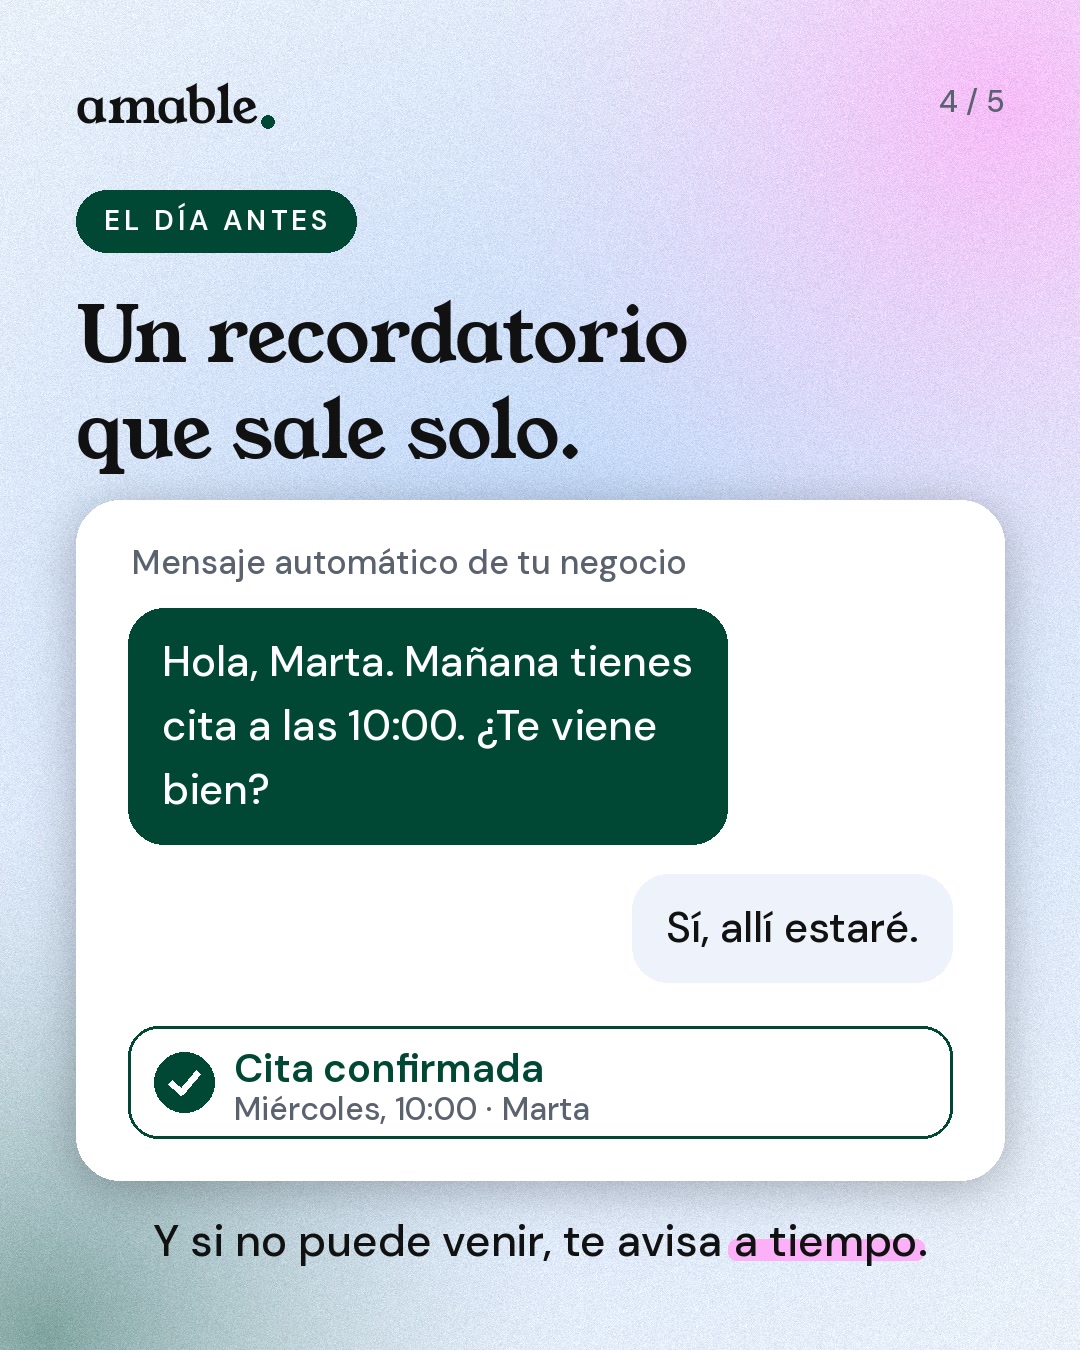 amable.
4 / 5
EL DÍA ANTES
Un recordatorio
que sale solo.
Mensaje automático de tu negocio
Hola, Marta. Mañana tienes
cita a las 10:00. ¿Te viene
bien?
Sí, allí estaré.
Cita confirmada
Miércoles, 10:00 · Marta
Y si no puede venir, te avisa a tiempo.